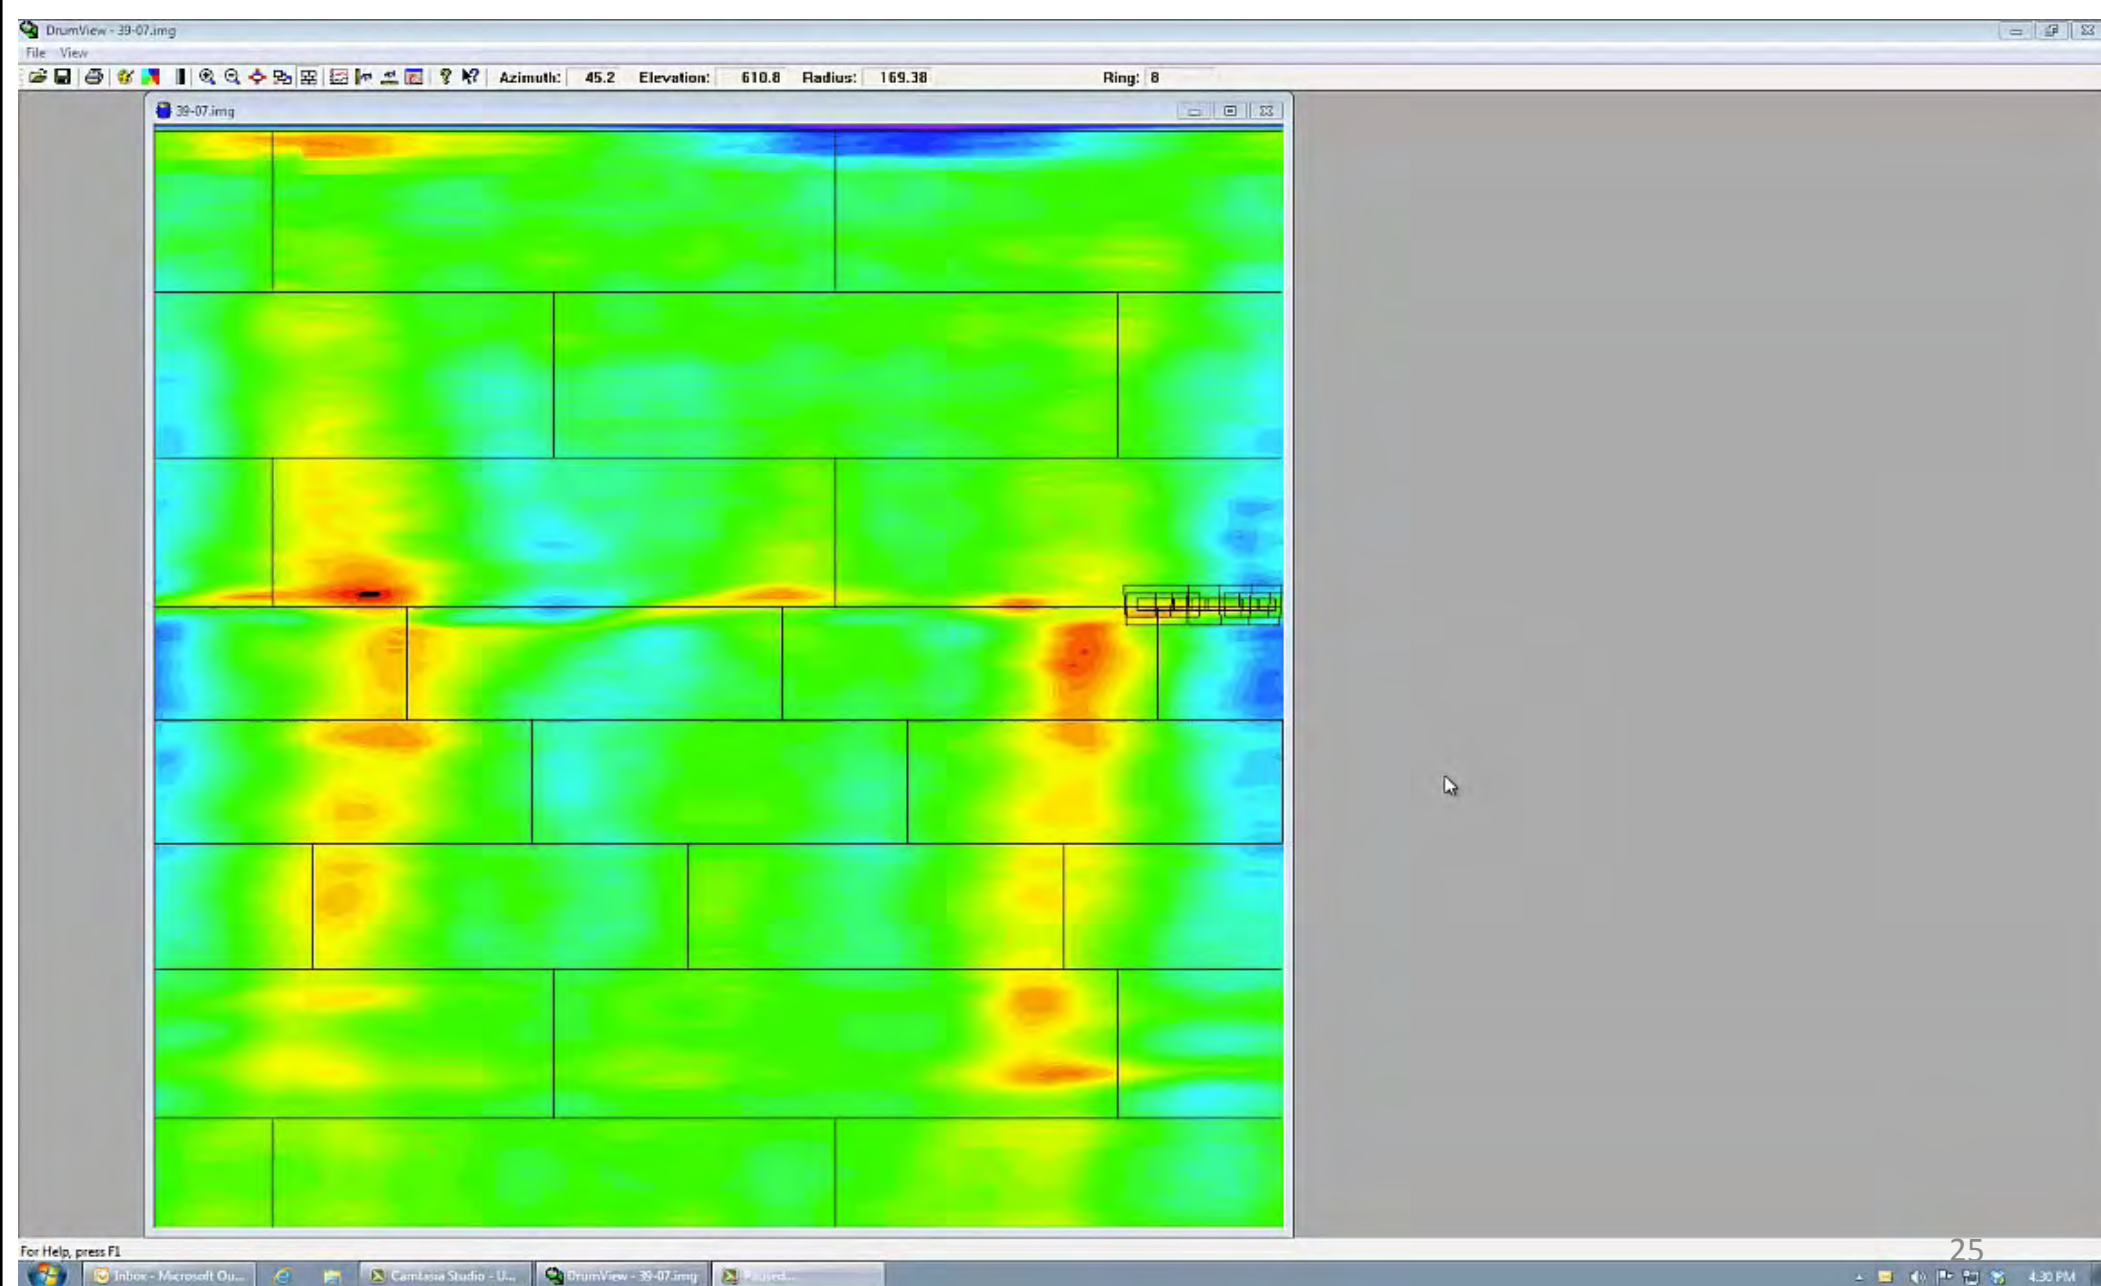 DrumView - 39-07.img
File View
Azimuth: 45.2 Elevation: 610.8 Radius: 169.38 Ring: 8
39-07.img
For Help, press F1
25
Inbox - Microsoft Ou... Camtasia Studio - U... DrumView - 39-07.img Paused...
4:30 PM